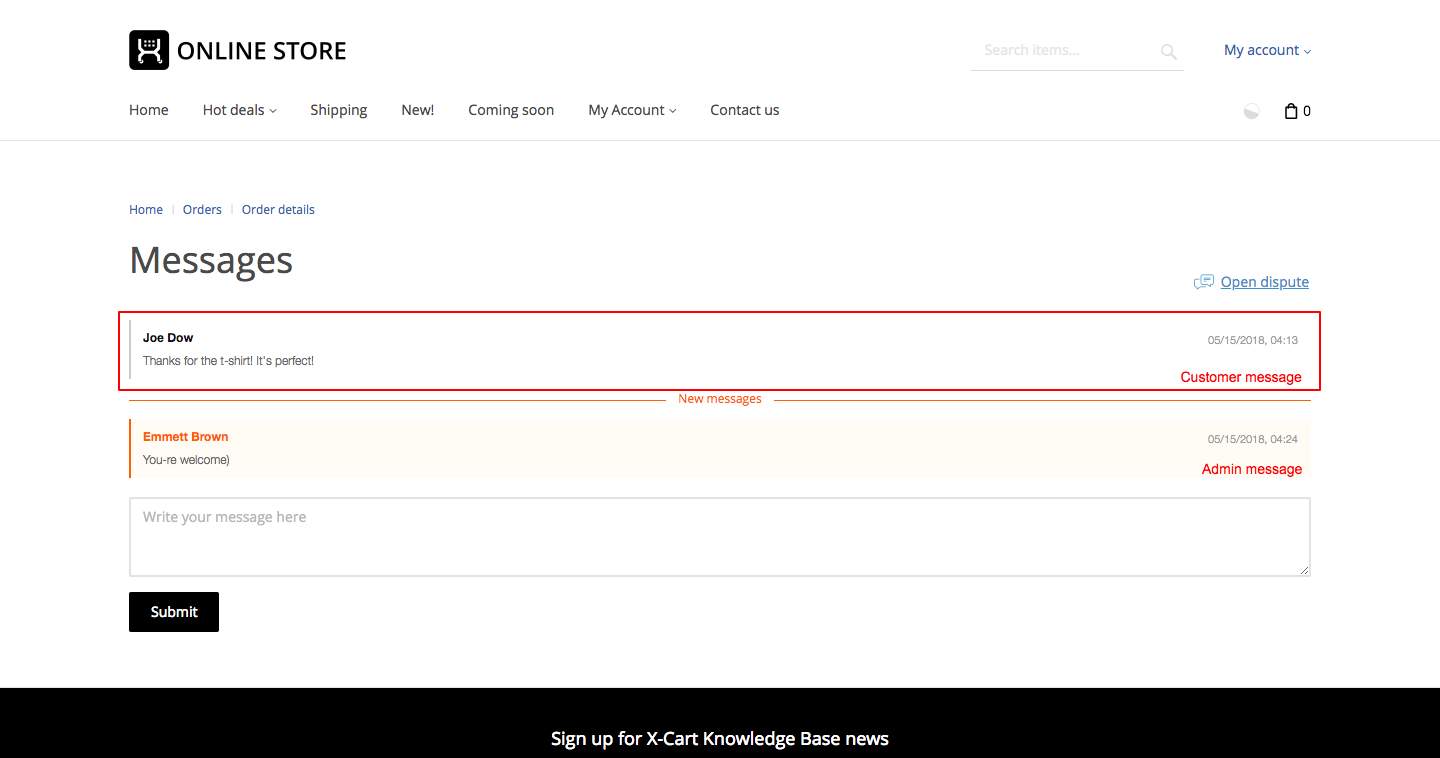 ONLINE STORE
Search items...
My account
Home Hot deals Shipping New! Coming soon My Account Contact us
0
Home Orders Order details
Messages
Open dispute
Joe Dow
05/15/2018, 04:13
Thanks for the t-shirt! It's perfect!
Customer message
New messages
Emmett Brown
05/15/2018, 04:24
You-re welcome)
Admin message
Write your message here
Submit
Sign up for X-Cart Knowledge Base news